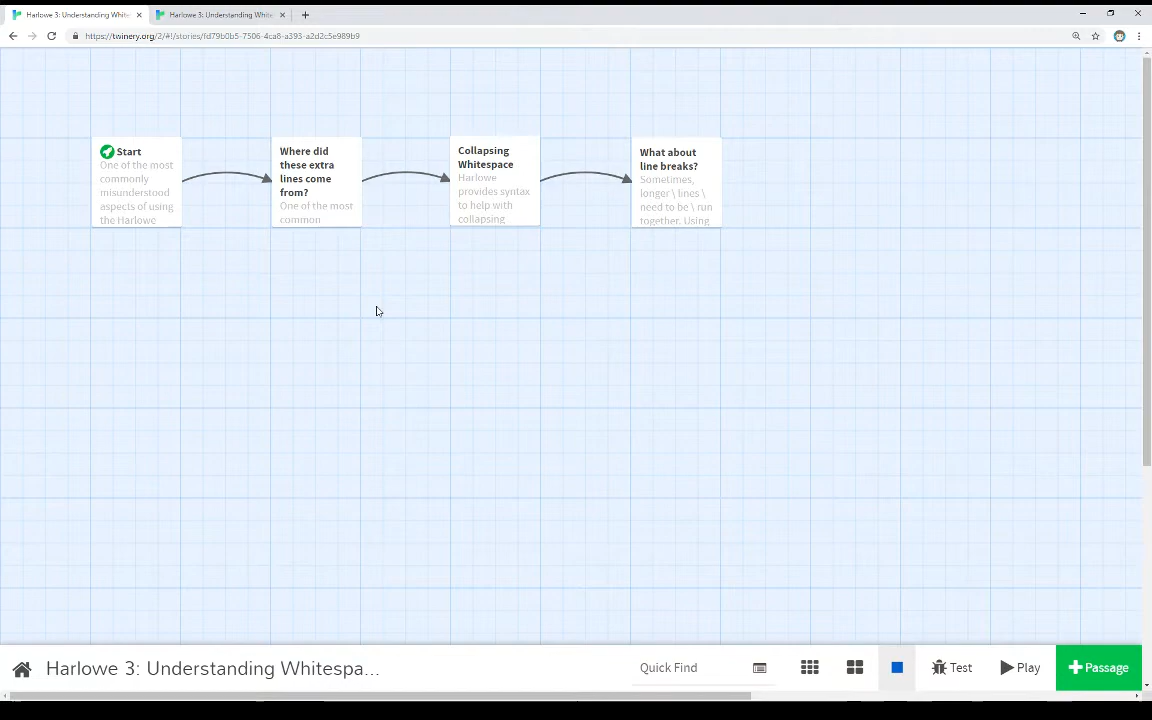 Harlowe 3: Understanding White
Harlowe 3: Understanding White
https://twinery.org/2/#!/stories/fd79b0b5-7506-4ca8-a393-a2d2c5e989b9
Start
One of the most
commonly
misunderstood
aspects of using
the Harlowe
Where did
these extra
lines come
from?
One of the most
common
Collapsing
Whitespace
Harlowe
provides syntax
to help with
collapsing
What about
line breaks?
Sometimes,
longer \ lines \
need to be \ run
together. Using
Harlowe 3: Understanding Whitespa...
Quick Find
Test
Play
+Passage